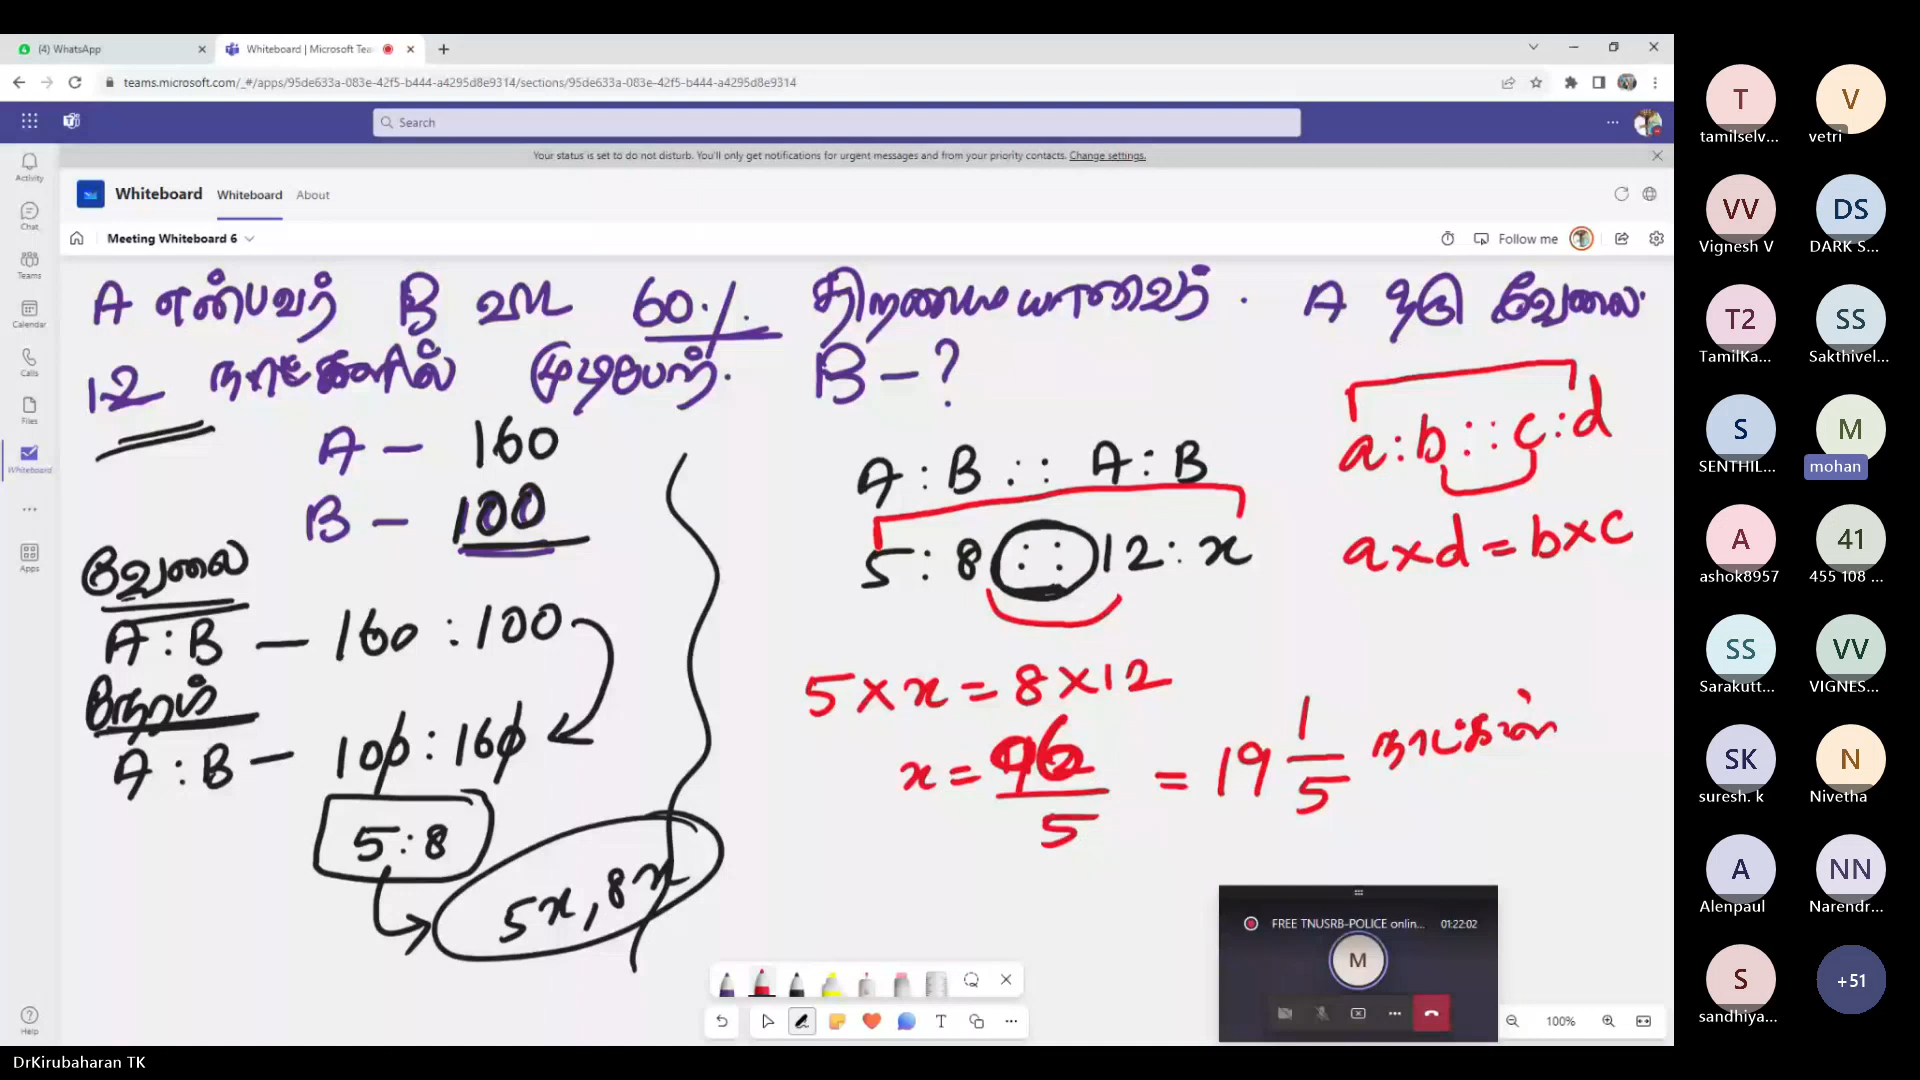 (4) WhatsApp
Whiteboard | Microsoft Tea
teams.microsoft.com/_#/apps/95de633a-083e-42f5-b444-a4295d8e9314/sections/95de633a-083e-42f5-b444-a4295d8e9314
Search
Your status is set to do not disturb. You'll only get notifications for urgent messages and from your priority contacts. Change settings.
Whiteboard Whiteboard About
Meeting Whiteboard 6
Follow me
Activity
Chat
Teams
Calendar
Calls
Files
Whiteboard
Apps
Help
A என்பவர் B விட 60% திறமையானவர். A ஒரு வேலை
12 நாட்களில் முடிப்பார். B – ?
A – 160
B – 100
வேலை
A : B – 160 : 100
நேரம்
A : B – 100 : 160
5 : 8
5x, 8x
A : B :: A : B
5 : 8 :: 12 : x
5 × x = 8 × 12
x = 96/5 = 19 1/5 நாட்கள்
a : b :: c : d
a × d = b × c
FREE TNUSRB-POLICE onlin... 01:22:02
M
100%
T V
tamilselv... vetri
VV DS
Vignesh V DARK S...
T2 SS
TamilKa... Sakthivel...
S M
SENTHIL... mohan
A 41
ashok8957 455 108 ...
SS VV
Sarakutt... VIGNES...
SK N
suresh. k Nivetha
A NN
Alenpaul Narendr...
S +51
sandhiya...
DrKirubaharan TK